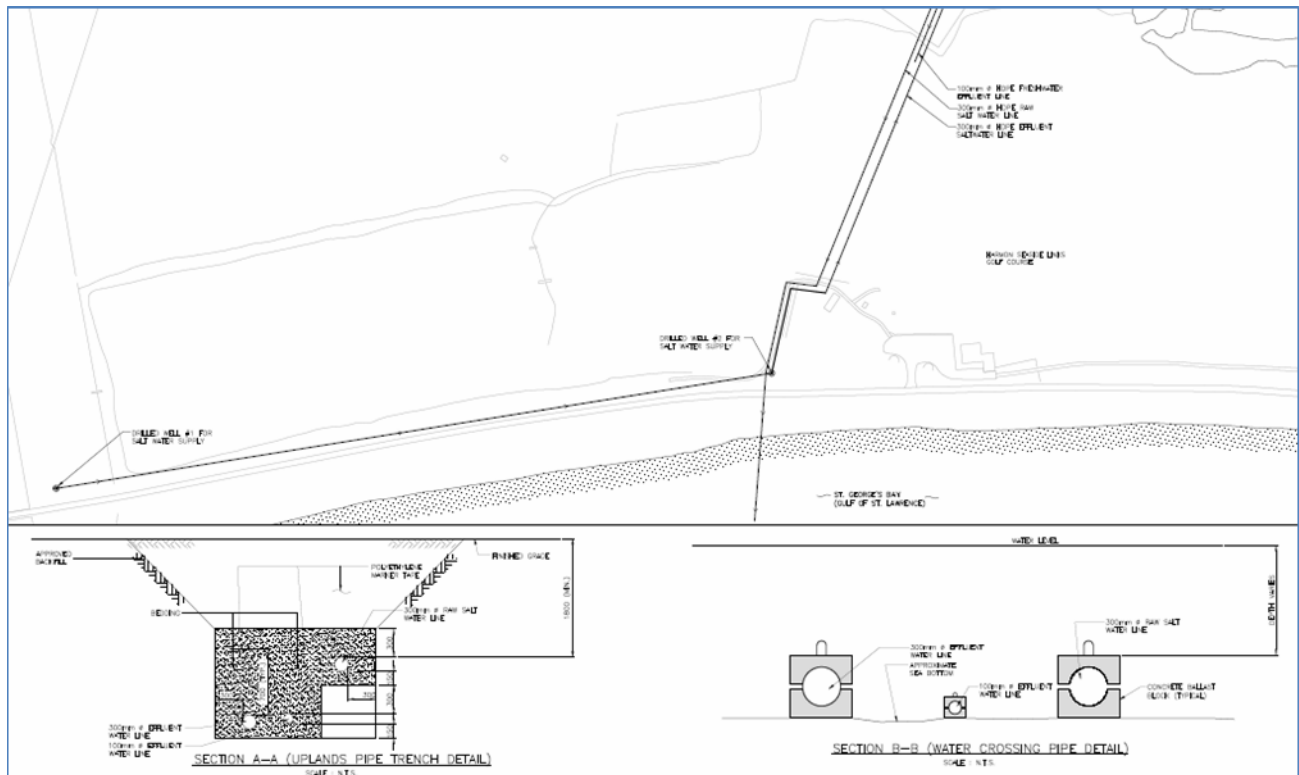 100mm ø HDPE FRESHWATER
EFFLUENT LINE
300mm ø HDPE RAW
SALT WATER LINE
300mm ø HDPE EFFLUENT
SALTWATER LINE
HARMON SEASIDE LINKS
GOLF COURSE
DRILLED WELL #2 FOR
SALT WATER SUPPLY
DRILLED WELL #1 FOR
SALT WATER SUPPLY
ST. GEORGE'S BAY
(GULF OF ST. LAWRENCE)
APPROVED
BACKFILL
FINISHED GRADE
POLYETHYLENE
MARKER TAPE
1800 (MIN.)
BEDDING
300mm ø RAW SALT
WATER LINE
300
150
300
300
150
300mm ø EFFLUENT
WATER LINE
100mm ø EFFLUENT
WATER LINE
SECTION A-A (UPLANDS PIPE TRENCH DETAIL)
SCALE : N.T.S.
WATER LEVEL
DEPTH VARIES
300mm ø EFFLUENT
WATER LINE
APPROXIMATE
SEA BOTTOM
100mm ø EFFLUENT
WATER LINE
300mm ø RAW SALT
WATER LINE
CONCRETE BALLAST
BLOCK (TYPICAL)
SECTION B-B (WATER CROSSING PIPE DETAIL)
SCALE : N.T.S.